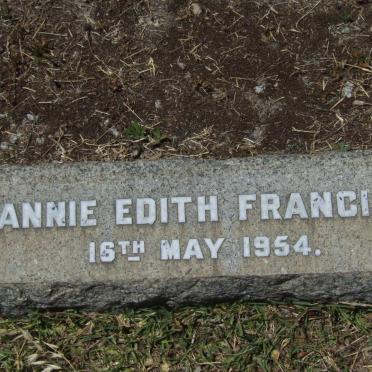 ANNIE EDITH FRANCI
16TH MAY 1954.